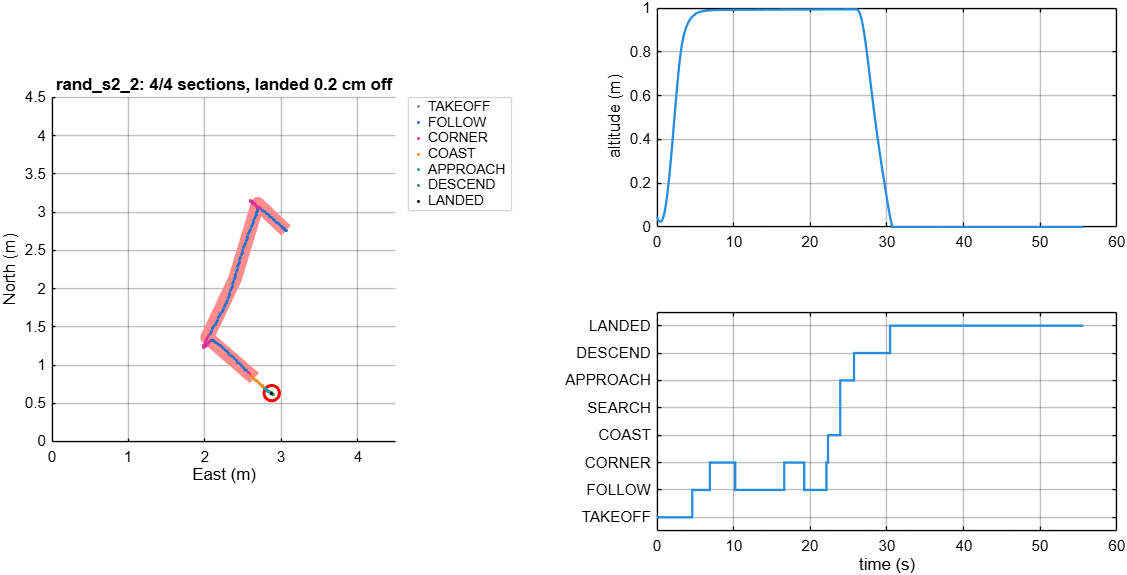 rand_s2_2: 4/4 sections, landed 0.2 cm off
4.5
4
3.5
3
2.5
2
1.5
1
0.5
0
North (m)
0
1
2
3
4
East (m)
TAKEOFF
FOLLOW
CORNER
COAST
APPROACH
DESCEND
LANDED
1
0.8
0.6
0.4
0.2
0
altitude (m)
0
10
20
30
40
50
60
LANDED
DESCEND
APPROACH
SEARCH
COAST
CORNER
FOLLOW
TAKEOFF
0
10
20
30
40
50
60
time (s)